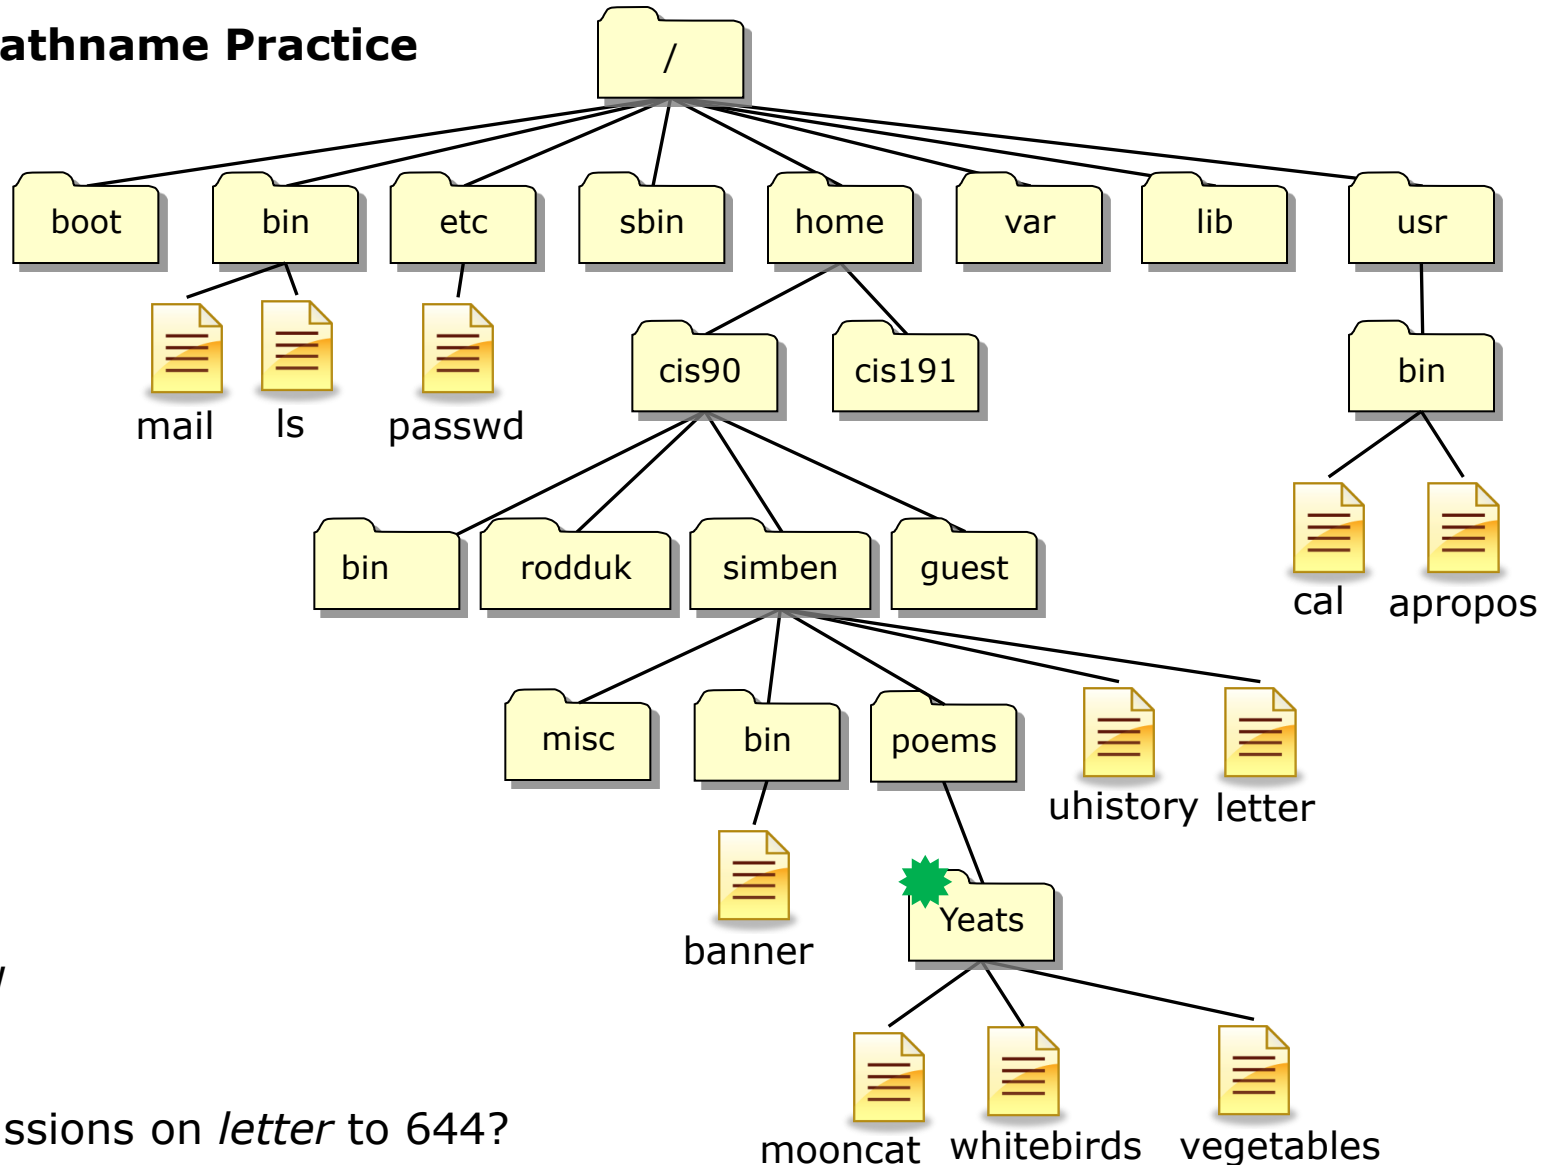 athname Practice
/
boot bin etc sbin home var lib usr
cis90 cis191 bin
mail ls passwd
bin rodduk simben guest
cal apropos
misc bin poems
uhistory letter
banner
Yeats
ssions on letter to 644?
mooncat whitebirds vegetables